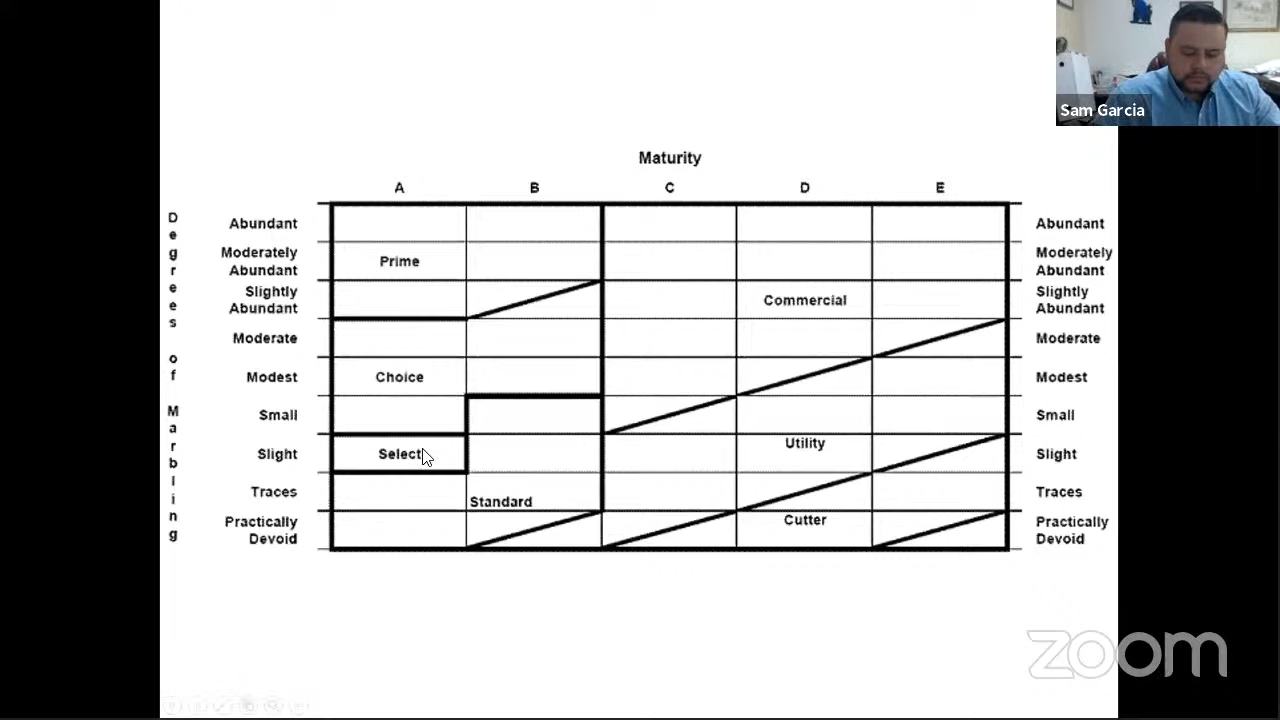 Sam Garcia
Maturity
A B C D E
Degrees of Marbling
Abundant Abundant
Moderately Abundant Prime Moderately Abundant
Slightly Abundant Commercial Slightly Abundant
Moderate Moderate
Modest Choice Modest
Small Small
Utility
Slight Select Slight
Traces Standard Traces
Practically Devoid Cutter Practically Devoid
zoom